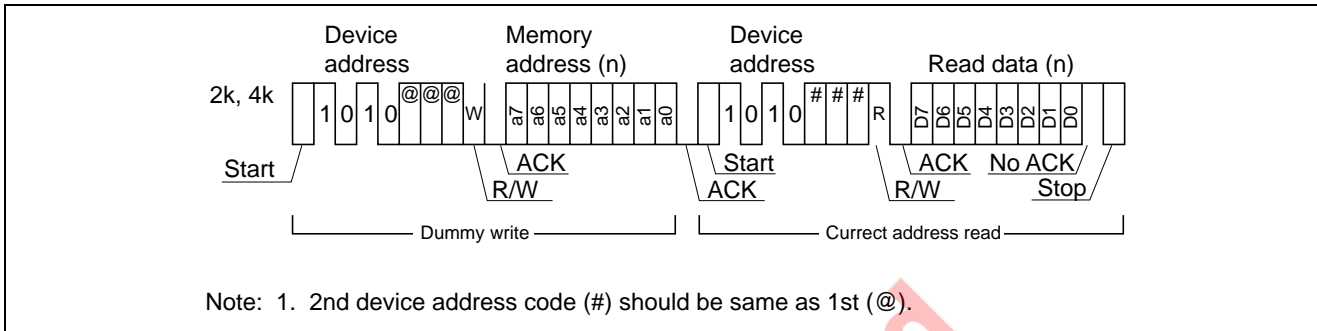 Device address
Memory address (n)
Device address
Read data (n)
2k, 4k
1 0 1 0 @ @ @ W a7 a6 a5 a4 a3 a2 a1 a0 1 0 1 0 # # # R D7 D6 D5 D4 D3 D2 D1 D0
Start
R/W
ACK
ACK
Start
R/W
ACK
No ACK
Stop
Dummy write
Currect address read
Note: 1. 2nd device address code (#) should be same as 1st (@).